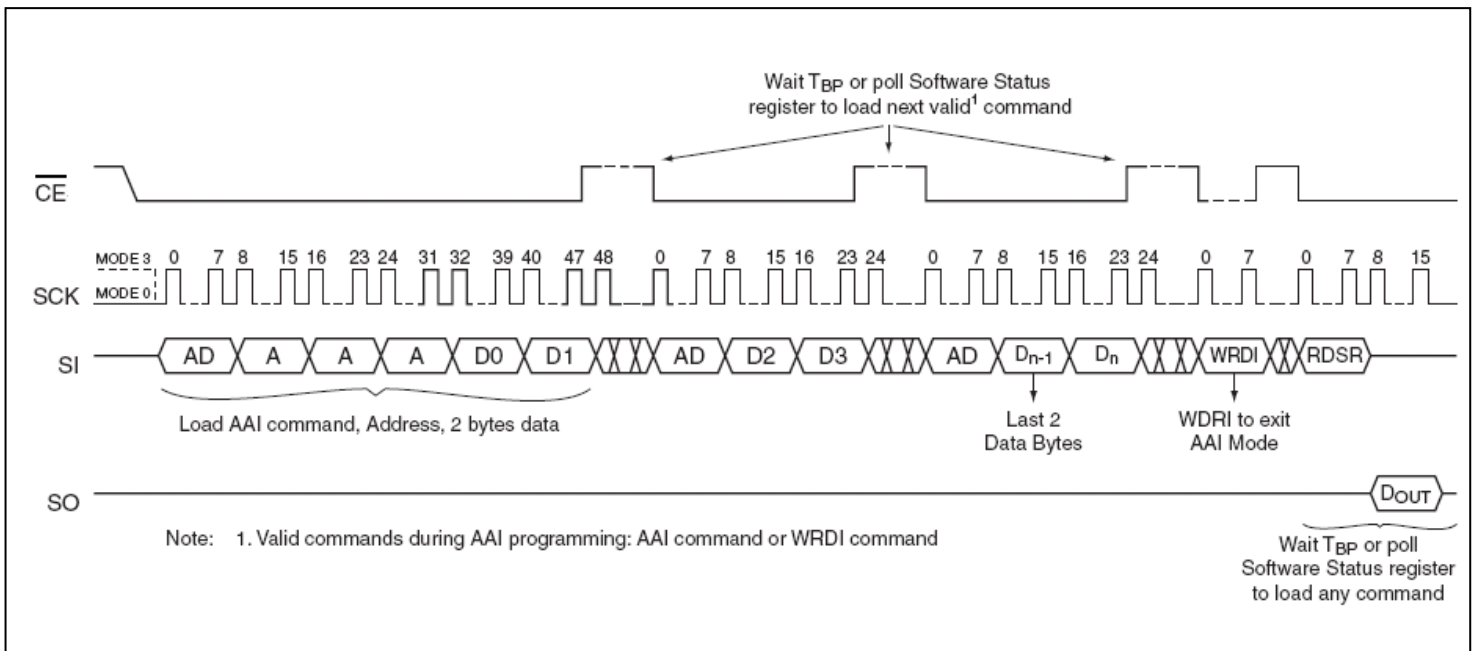 Wait TBP or poll Software Status
register to load next valid1 command
CE
MODE 3 0 7 8 15 16 23 24 31 32 39 40 47 48 0 7 8 15 16 23 24 0 7 8 15 16 23 24 0 7 0 7 8 15
SCK MODE 0
SI AD A A A D0 D1 AD D2 D3 AD Dn-1 Dn WRDI RDSR
Load AAI command, Address, 2 bytes data
Last 2
Data Bytes
WDRI to exit
AAI Mode
SO DOUT
Note: 1. Valid commands during AAI programming: AAI command or WRDI command
Wait TBP or poll
Software Status register
to load any command